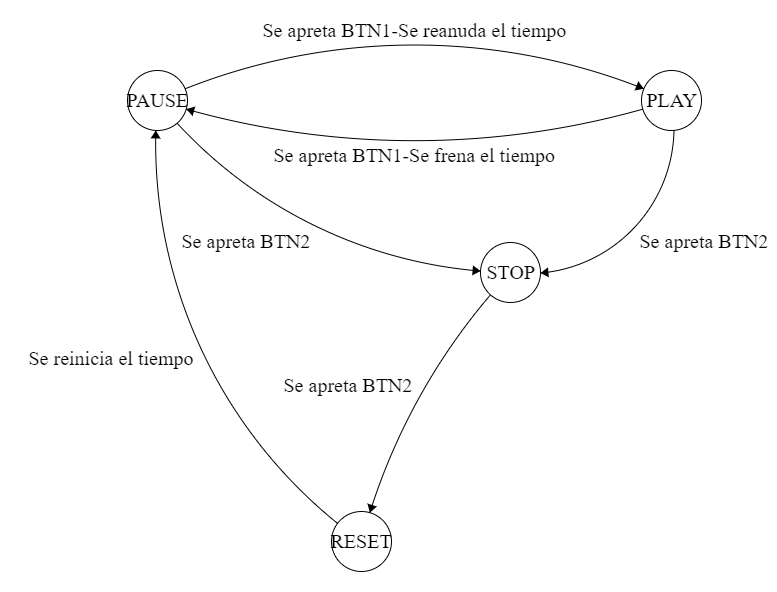 Se apreta BTN1-Se reanuda el tiempo
PAUSE
PLAY
Se apreta BTN1-Se frena el tiempo
Se apreta BTN2
Se apreta BTN2
STOP
Se reinicia el tiempo
Se apreta BTN2
RESET